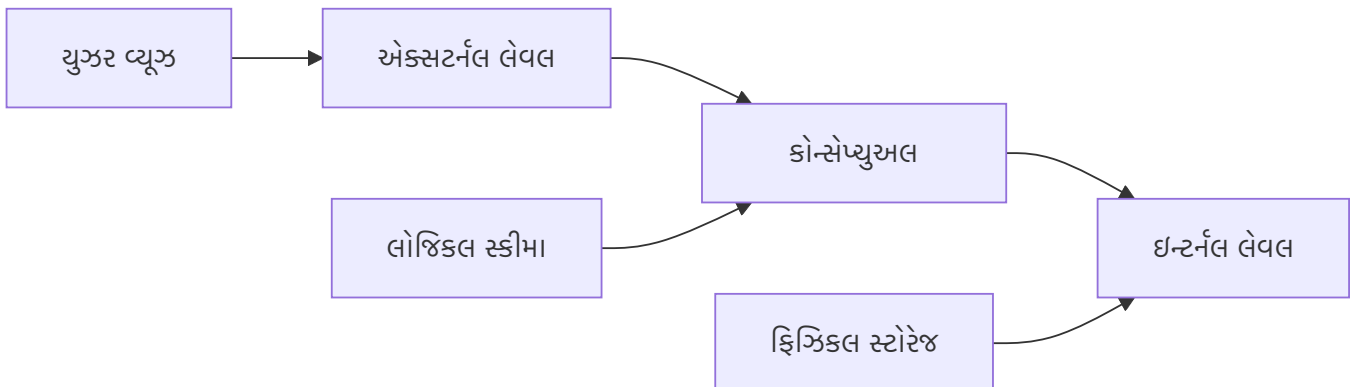 યુઝર વ્યૂઝ
એક્સટર્નલ લેવલ
કોન્સેપ્ચુઅલ
લોજિકલ સ્કીમા
ઇન્ટર્નલ લેવલ
ફિઝિકલ સ્ટોરેજ